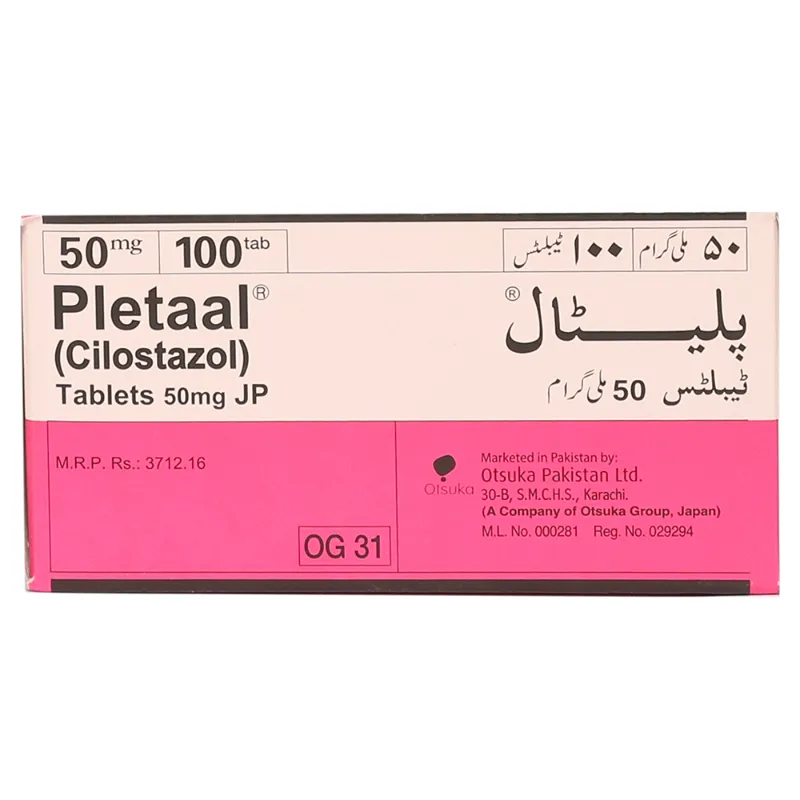 50mg 100tab
Pletaal®
(Cilostazol)
Tablets 50mg JP
۵۰ ملی گرام ۱۰۰ ٹیبلٹس
پلیٹال®
ٹیبلٹس 50 ملی گرام
M.R.P. Rs.: 3712.16
OG 31
Otsuka
Marketed in Pakistan by:
Otsuka Pakistan Ltd.
30-B, S.M.C.H.S., Karachi.
(A Company of Otsuka Group, Japan)
M.L. No. 000281 Reg. No. 029294